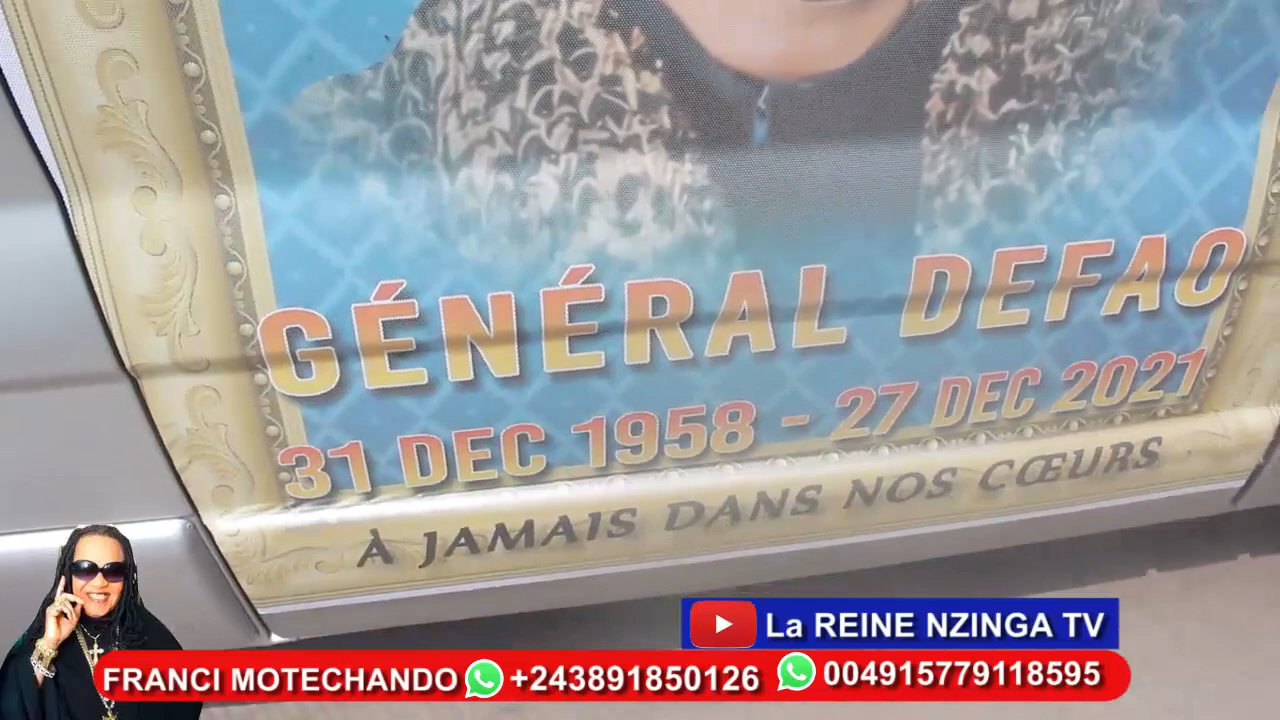 GÉNÉRAL DEFAO
31 DEC 1958 - 27 DEC 2021
À JAMAIS DANS NOS CŒURS
La REINE NZINGA TV
FRANCI MOTECHANDO +243891850126 004915779118595